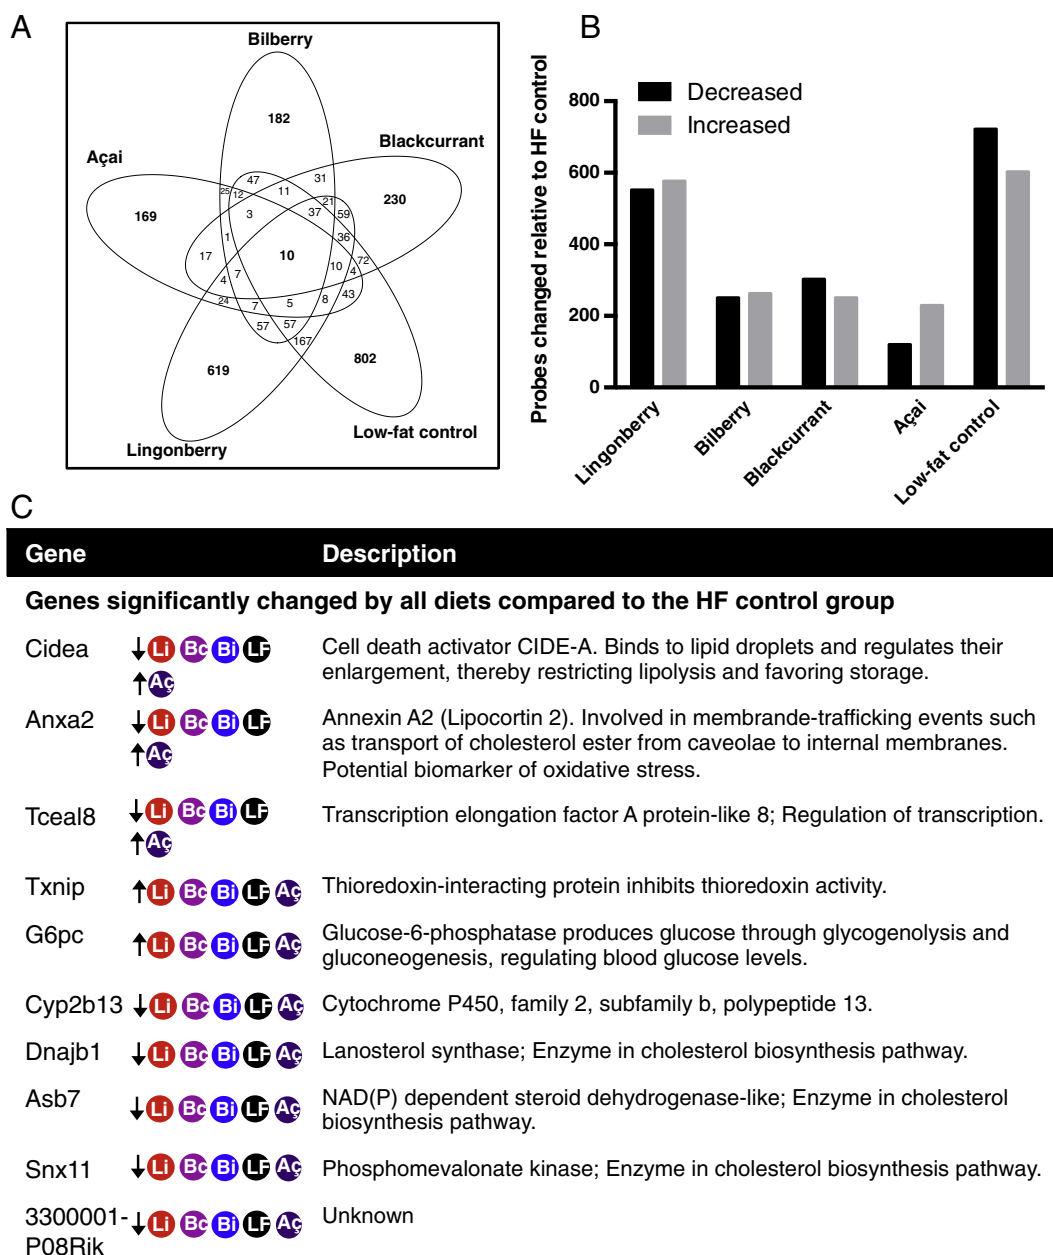 A
Bilberry
182
Blackcurrant
Açai
31
47
11
25
12
21
230
169
3
37
59
1
36
17
10
72
7
10
4
4
24
7
5
8
43
57
57
167
619
802
Low-fat control
Lingonberry
B
Probes changed relative to HF control
Decreased
Increased
800
600
400
200
0
Lingonberry
Bilberry
Blackcurrant
Açai
Low-fat control
C
Gene Description
Genes significantly changed by all diets compared to the HF control group
Cidea ↓ Li Bc Bi LF Cell death activator CIDE-A. Binds to lipid droplets and regulates their
enlargement, thereby restricting lipolysis and favoring storage.
↑ Aç
Anxa2 ↓ Li Bc Bi LF Annexin A2 (Lipocortin 2). Involved in membrande-trafficking events such
↑ Aç as transport of cholesterol ester from caveolae to internal membranes.
Potential biomarker of oxidative stress.
Tceal8 ↓ Li Bc Bi LF Transcription elongation factor A protein-like 8; Regulation of transcription.
↑ Aç
Txnip ↑ Li Bc Bi LF Aç Thioredoxin-interacting protein inhibits thioredoxin activity.
G6pc ↑ Li Bc Bi LF Aç Glucose-6-phosphatase produces glucose through glycogenolysis and
gluconeogenesis, regulating blood glucose levels.
Cyp2b13 ↓ Li Bc Bi LF Aç Cytochrome P450, family 2, subfamily b, polypeptide 13.
Dnajb1 ↓ Li Bc Bi LF Aç Lanosterol synthase; Enzyme in cholesterol biosynthesis pathway.
Asb7 ↓ Li Bc Bi LF Aç NAD(P) dependent steroid dehydrogenase-like; Enzyme in cholesterol
biosynthesis pathway.
Snx11 ↓ Li Bc Bi LF Aç Phosphomevalonate kinase; Enzyme in cholesterol biosynthesis pathway.
3300001- ↓ Li Bc Bi LF Aç Unknown
P08Rik